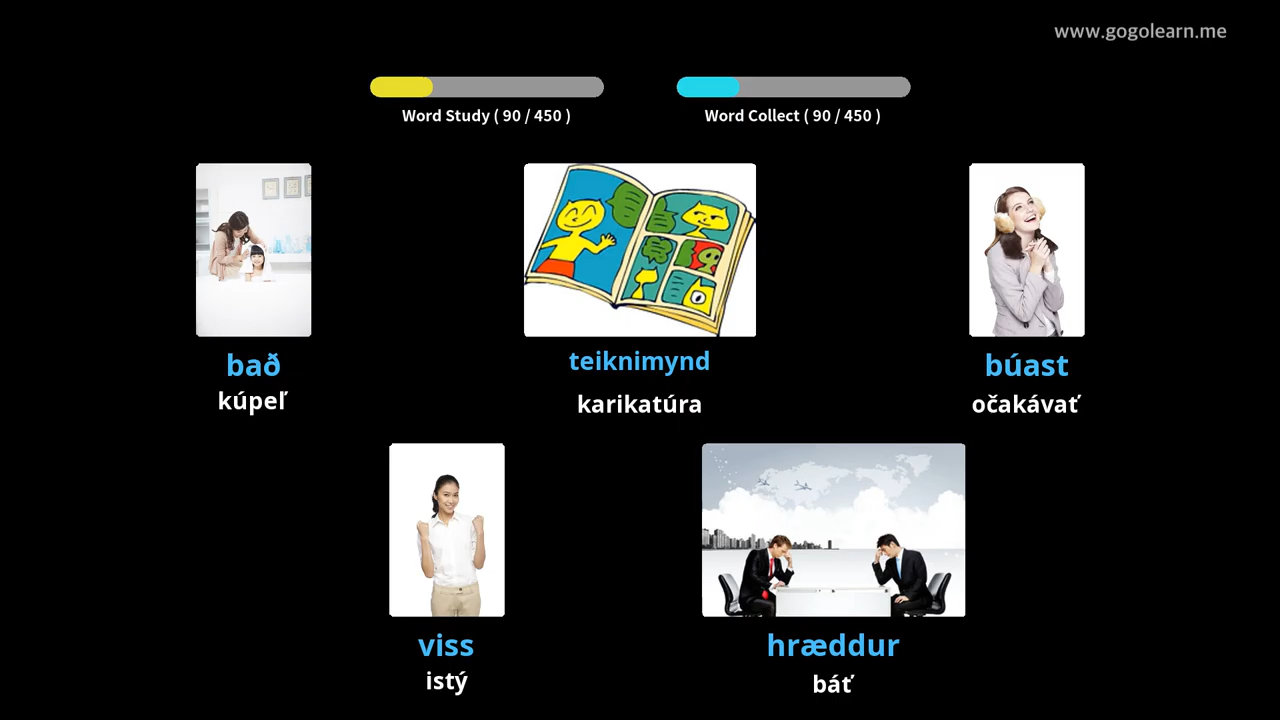 www.gogolearn.me
Word Study ( 90 / 450 )
Word Collect ( 90 / 450 )
bað
kúpeľ
teiknimynd
karikatúra
búast
očakávať
viss
istý
hræddur
báť